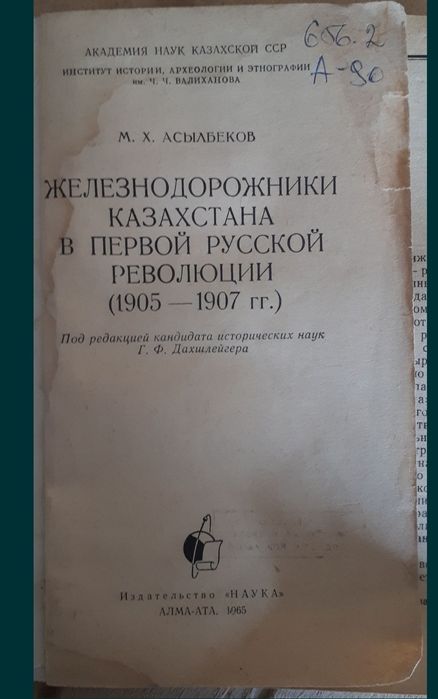 АКАДЕМИЯ НАУК КАЗАХСКОЙ ССР
ИНСТИТУТ ИСТОРИИ, АРХЕОЛОГИИ И ЭТНОГРАФИИ
им. Ч. Ч. ВАЛИХАНОВА
656.2
А-90
М. Х. АСЫЛБЕКОВ
ЖЕЛЕЗНОДОРОЖНИКИ
КАЗАХСТАНА
В ПЕРВОЙ РУССКОЙ
РЕВОЛЮЦИИ
(1905 — 1907 гг.)
Под редакцией кандидата исторических наук
Г. Ф. Дахшлейгера
Издательство «НАУКА»
АЛМА-АТА. 1965